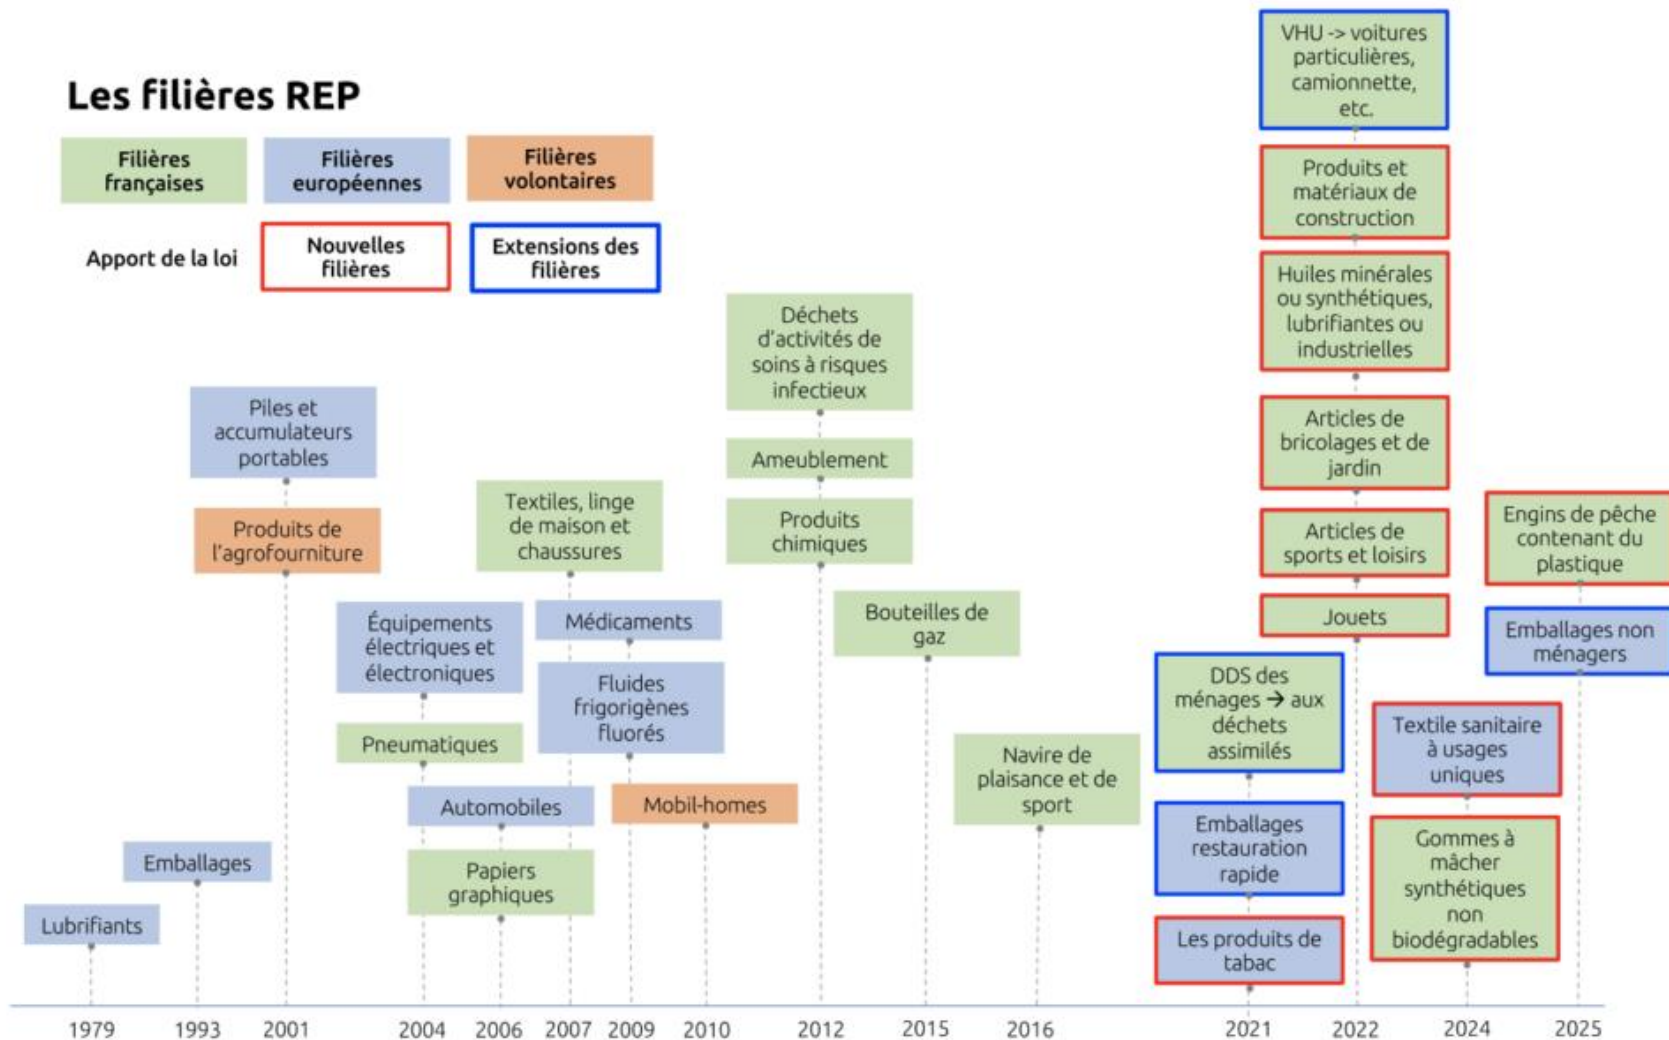 Les filières REP
Filières
françaises
Filières
européennes
Filières
volontaires
Apport de la loi
Nouvelles
filières
Extensions des
filières
Lubrifiants
Emballages
Piles et
accumulateurs
portables
Produits de
l'agrofourniture
Équipements
électriques et
électroniques
Pneumatiques
Automobiles
Papiers
graphiques
Textiles, linge
de maison et
chaussures
Médicaments
Fluides
frigorigènes
fluorés
Mobil-homes
Déchets
d'activités de
soins à risques
infectieux
Ameublement
Produits
chimiques
Bouteilles de
gaz
Navire de
plaisance et de
sport
DDS des
ménages → aux
déchets
assimilés
Emballages
restauration
rapide
Les produits de
tabac
VHU -> voitures
particulières,
camionnette,
etc.
Produits et
matériaux de
construction
Huiles minérales
ou synthétiques,
lubrifiantes ou
industrielles
Articles de
bricolages et de
jardin
Articles de
sports et loisirs
Jouets
Textile sanitaire
à usages
uniques
Gommes à
mâcher
synthétiques
non
biodégradables
Engins de pêche
contenant du
plastique
Emballages non
ménagers
1979 1993 2001 2004 2006 2007 2009 2010 2012 2015 2016 2021 2022 2024 2025